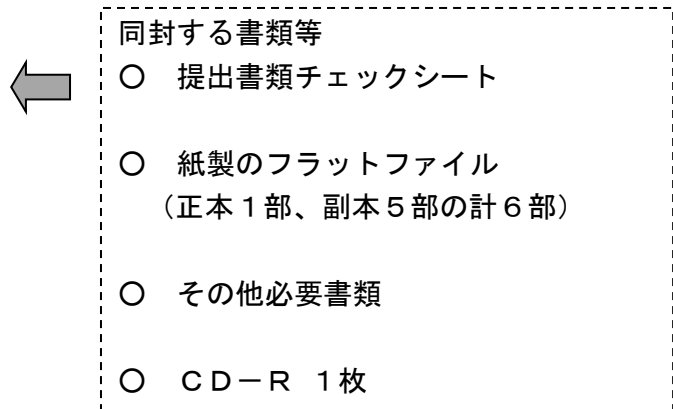 同封する書類等
○　提出書類チェックシート
○　紙製のフラットファイル
（正本１部、副本５部の計６部）
○　その他必要書類
○　ＣＤ－Ｒ　１枚